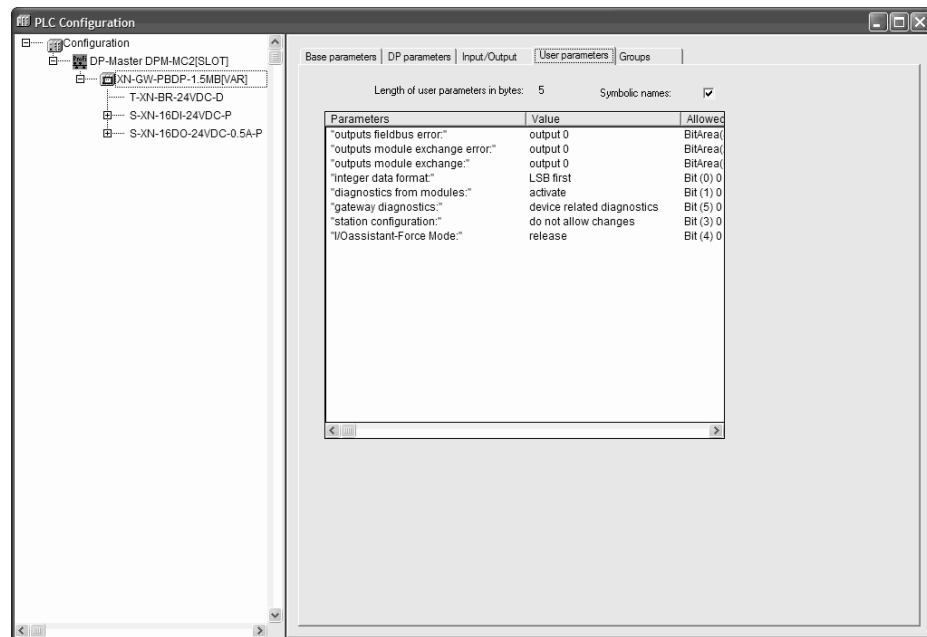 PLC Configuration
Configuration
DP-Master DPM-MC2[SLOT]
XN-GW-PBDP-1.5MB[VAR]
T-XN-BR-24VDC-D
S-XN-16DI-24VDC-P
S-XN-16DO-24VDC-0.5A-P
Base parameters DP parameters Input/Output User parameters Groups
Length of user parameters in bytes: 5 Symbolic names:
Parameters Value Allowed
"outputs fieldbus error:" output 0 BitArea(
"outputs module exchange error:" output 0 BitArea(
"outputs module exchange:" output 0 BitArea(
"integer data format:" LSB first Bit (0) 0
"diagnostics from modules:" activate Bit (1) 0
"gateway diagnostics:" device related diagnostics Bit (5) 0
"station configuration:" do not allow changes Bit (3) 0
"I/Oassistant-Force Mode:" release Bit (4) 0